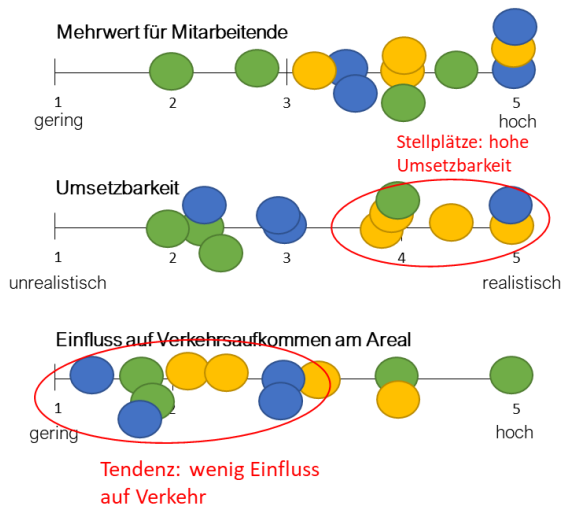 Mehrwert für Mitarbeitende
1 2 3 5
gering hoch
Stellplätze: hohe
Umsetzbarkeit
Umsetzbarkeit
1 2 3 4 5
unrealistisch realistisch
Einfluss auf Verkehrsaufkommen am Areal
1 2 5
gering hoch
Tendenz: wenig Einfluss
auf Verkehr